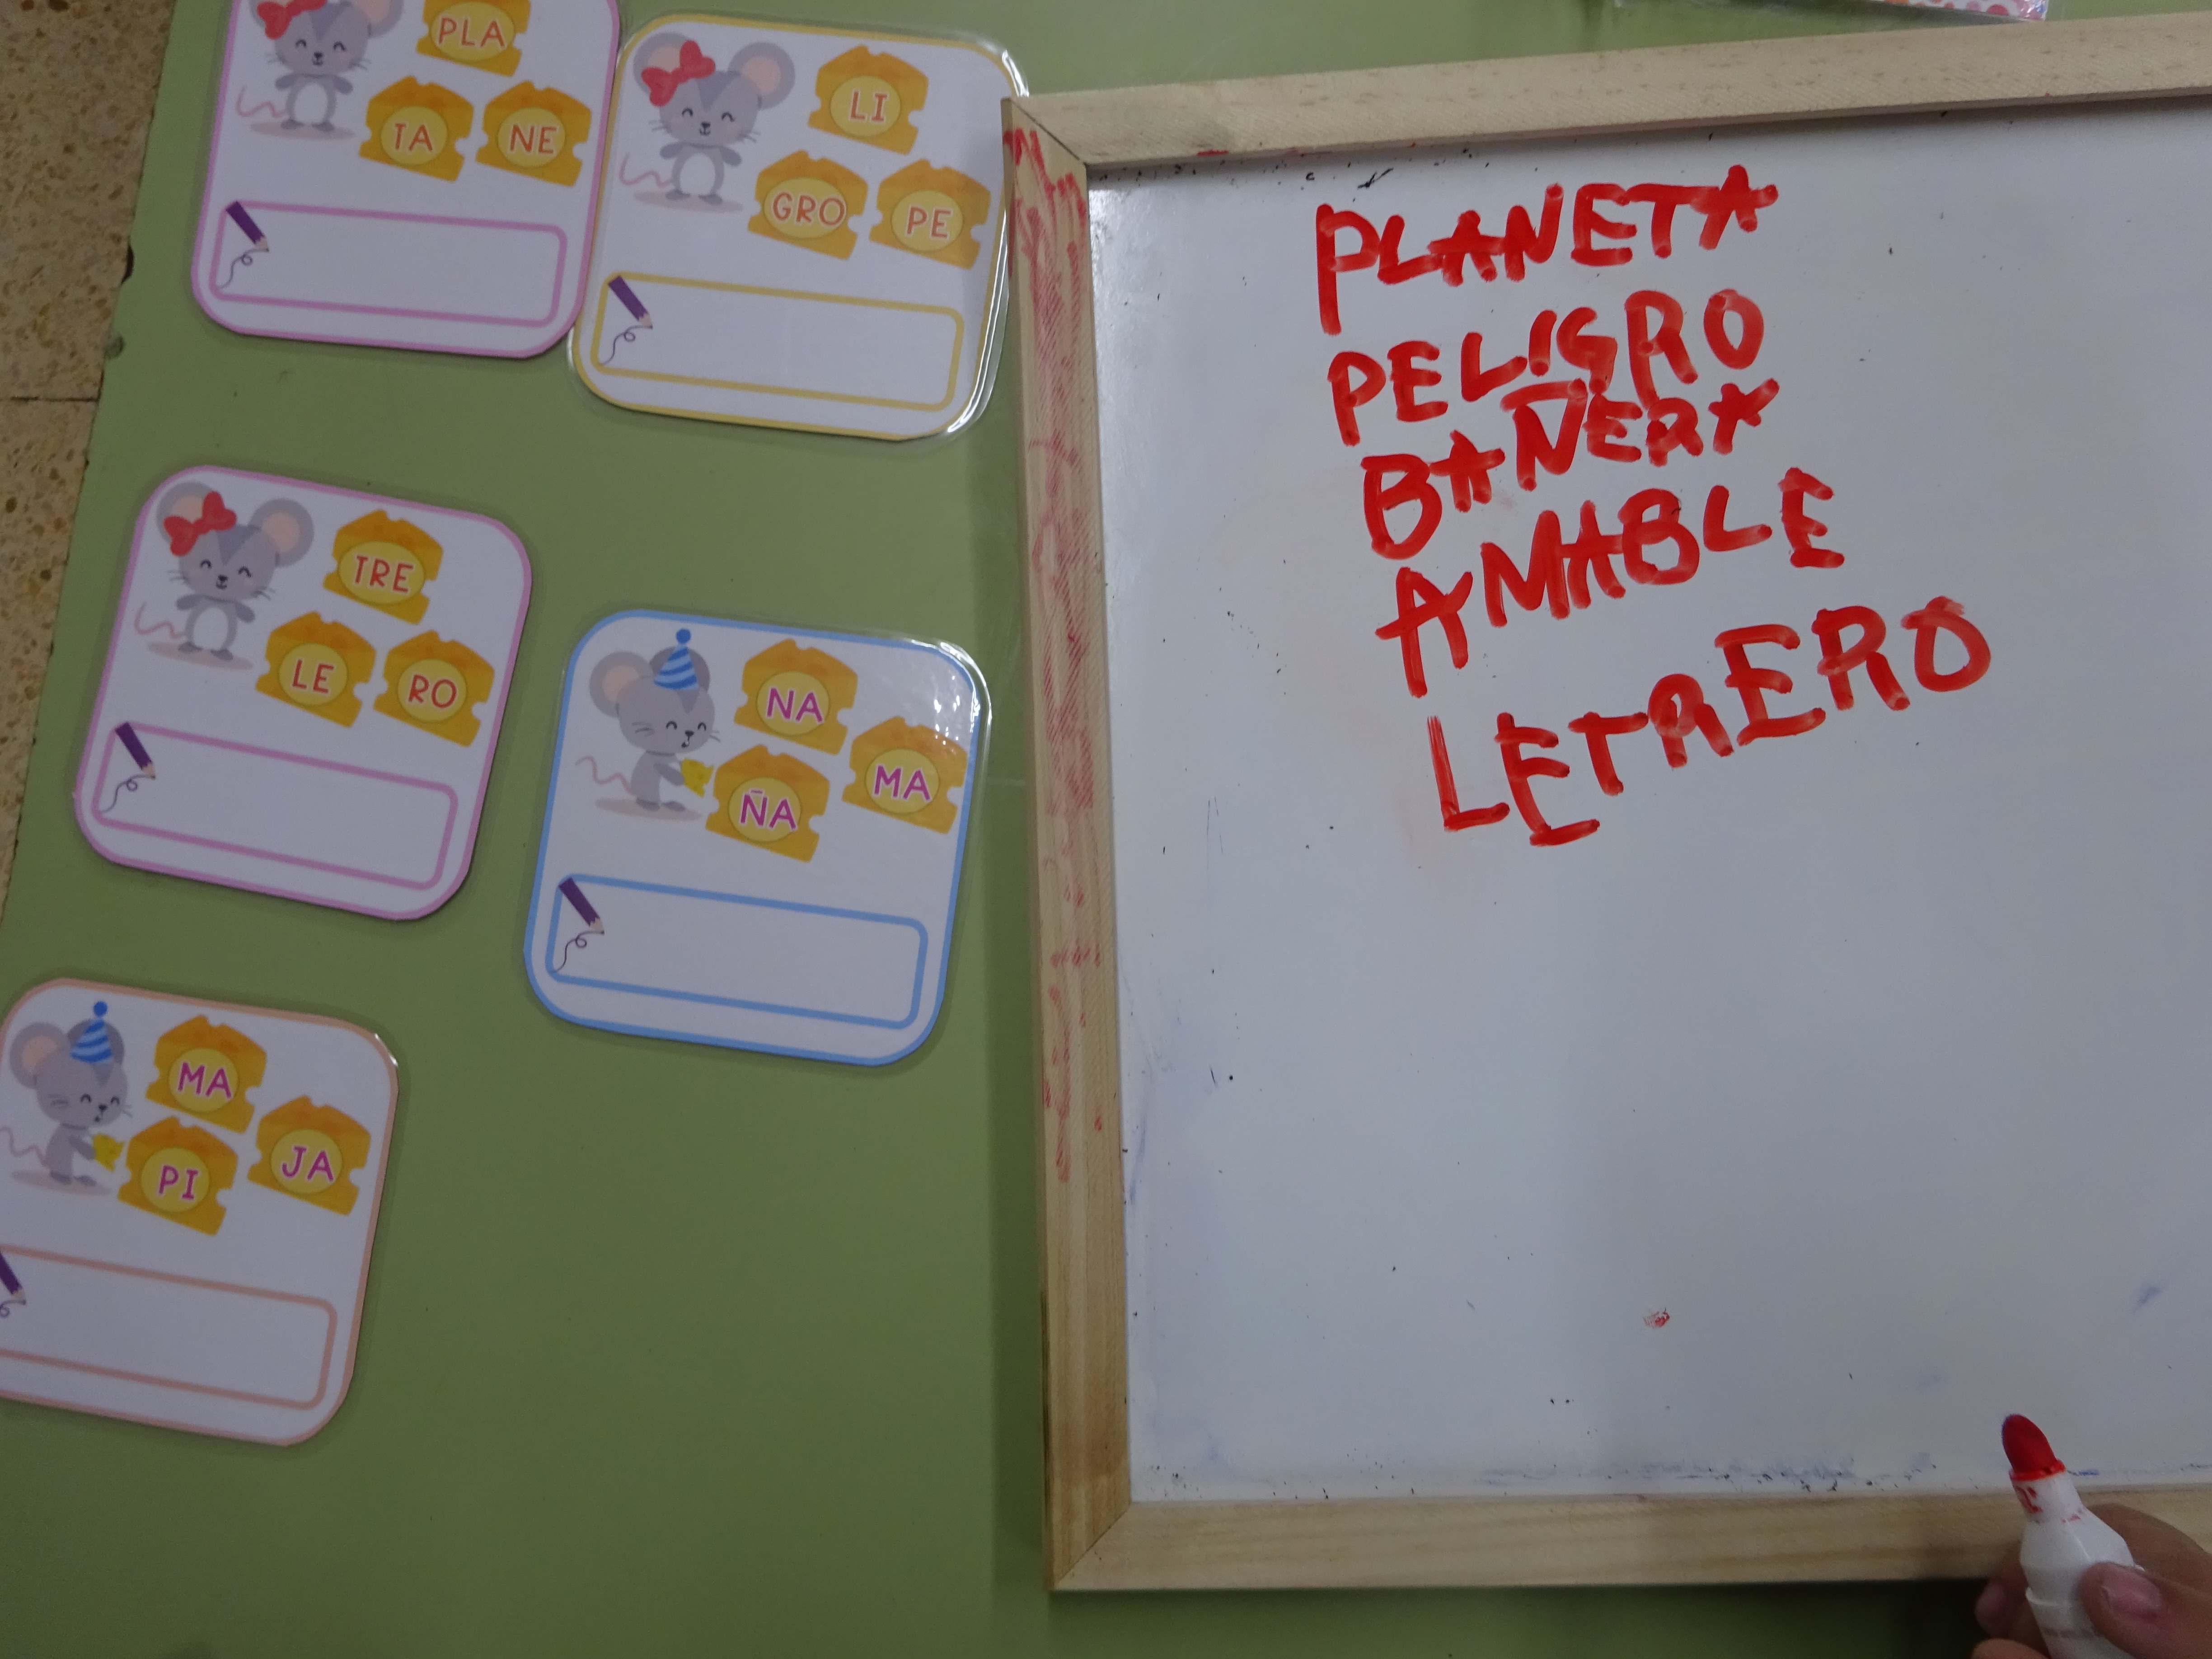 PLA
TA NE
LI
GRO PE
TRE
LE RO
NA
MA
ÑA
MA
JA
PI
PLANETA
PELIGRO
BAÑERA
AMABLE
LETRERO